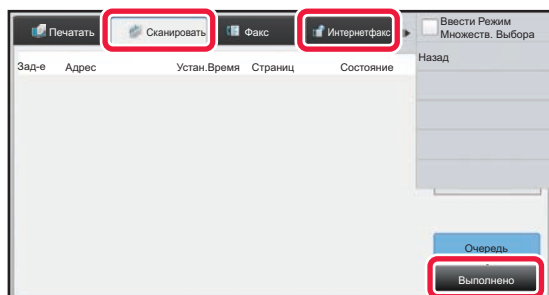 Печатать Сканировать Факс Интернетфакс
Ввести Режим
Множеств. Выбора
Зад-е Адрес Устан.Время Страниц Состояние
Назад
Очередь
Выполнено